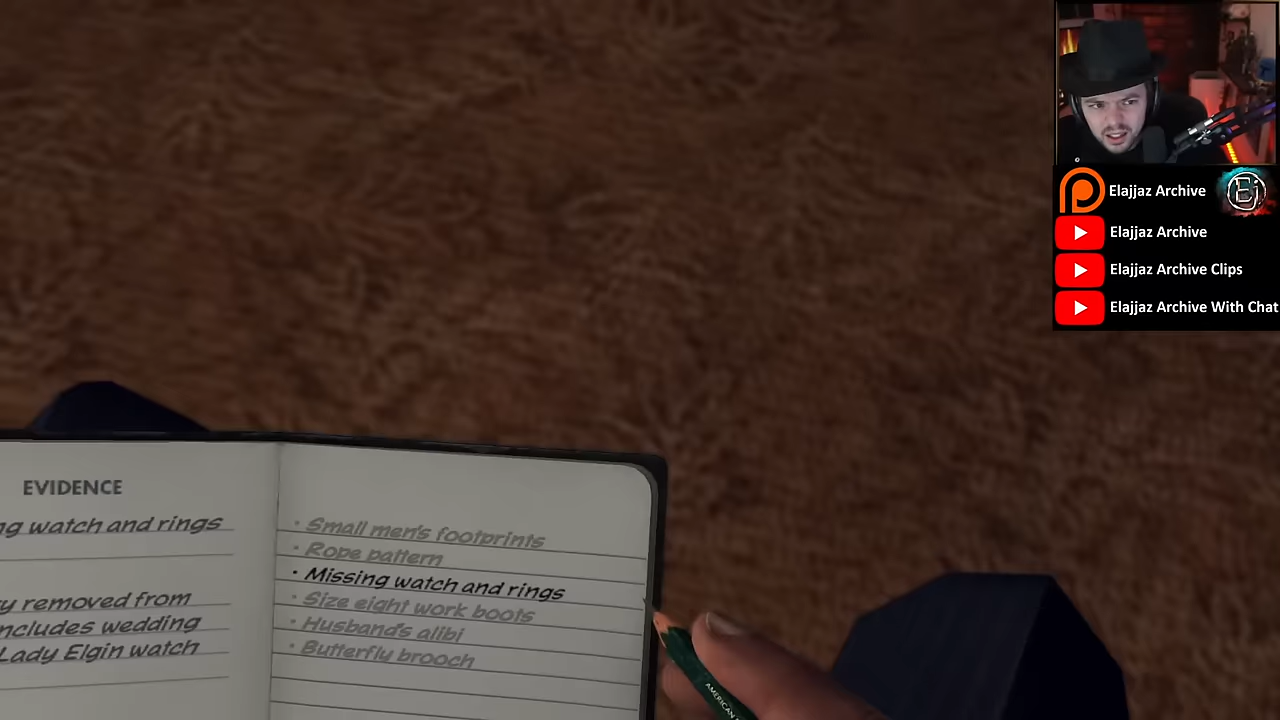 Elajjaz Archive
Ej
Elajjaz Archive
Elajjaz Archive Clips
Elajjaz Archive With Chat
EVIDENCE
watch and rings
removed from
wedding
Lady Elgin watch
• Small men's footprints
• Rope pattern
• Missing watch and rings
• Size eight work boots
• Husband's alibi
• Butterfly brooch
AMERICAN